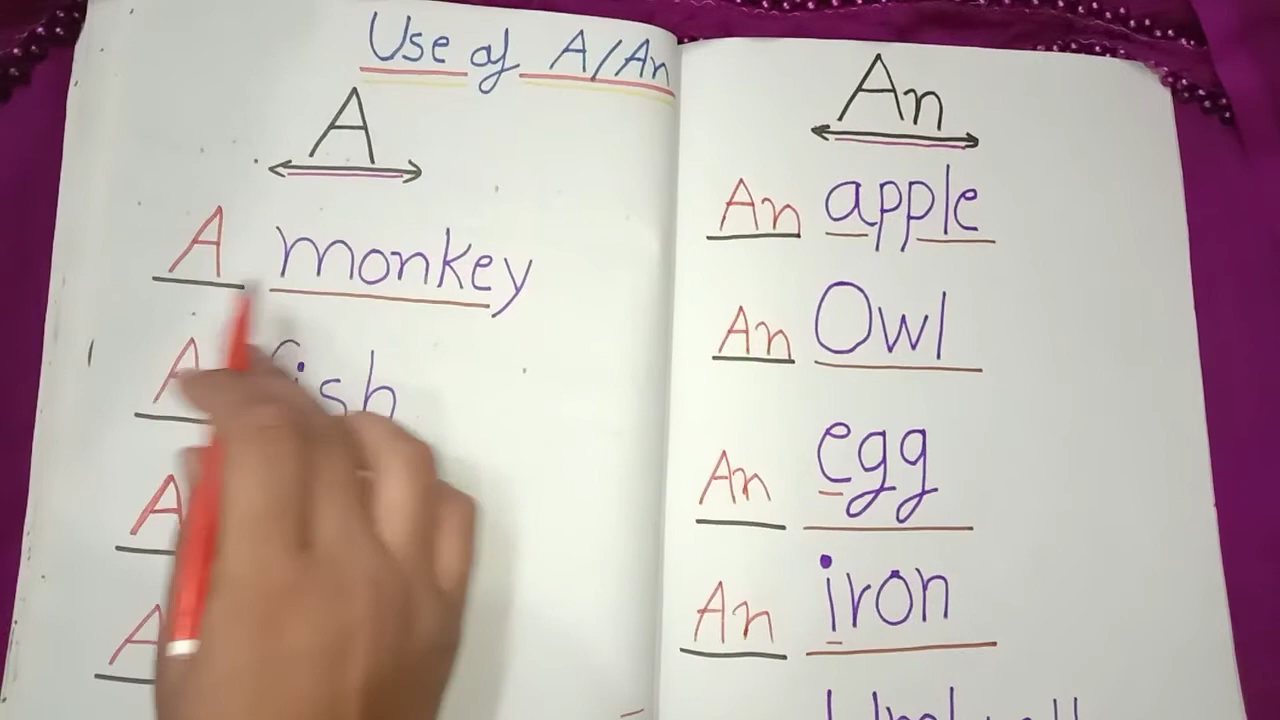 Use of A/An
A
A monkey
A fish
A
A
An
An apple
An Owl
An egg
An iron